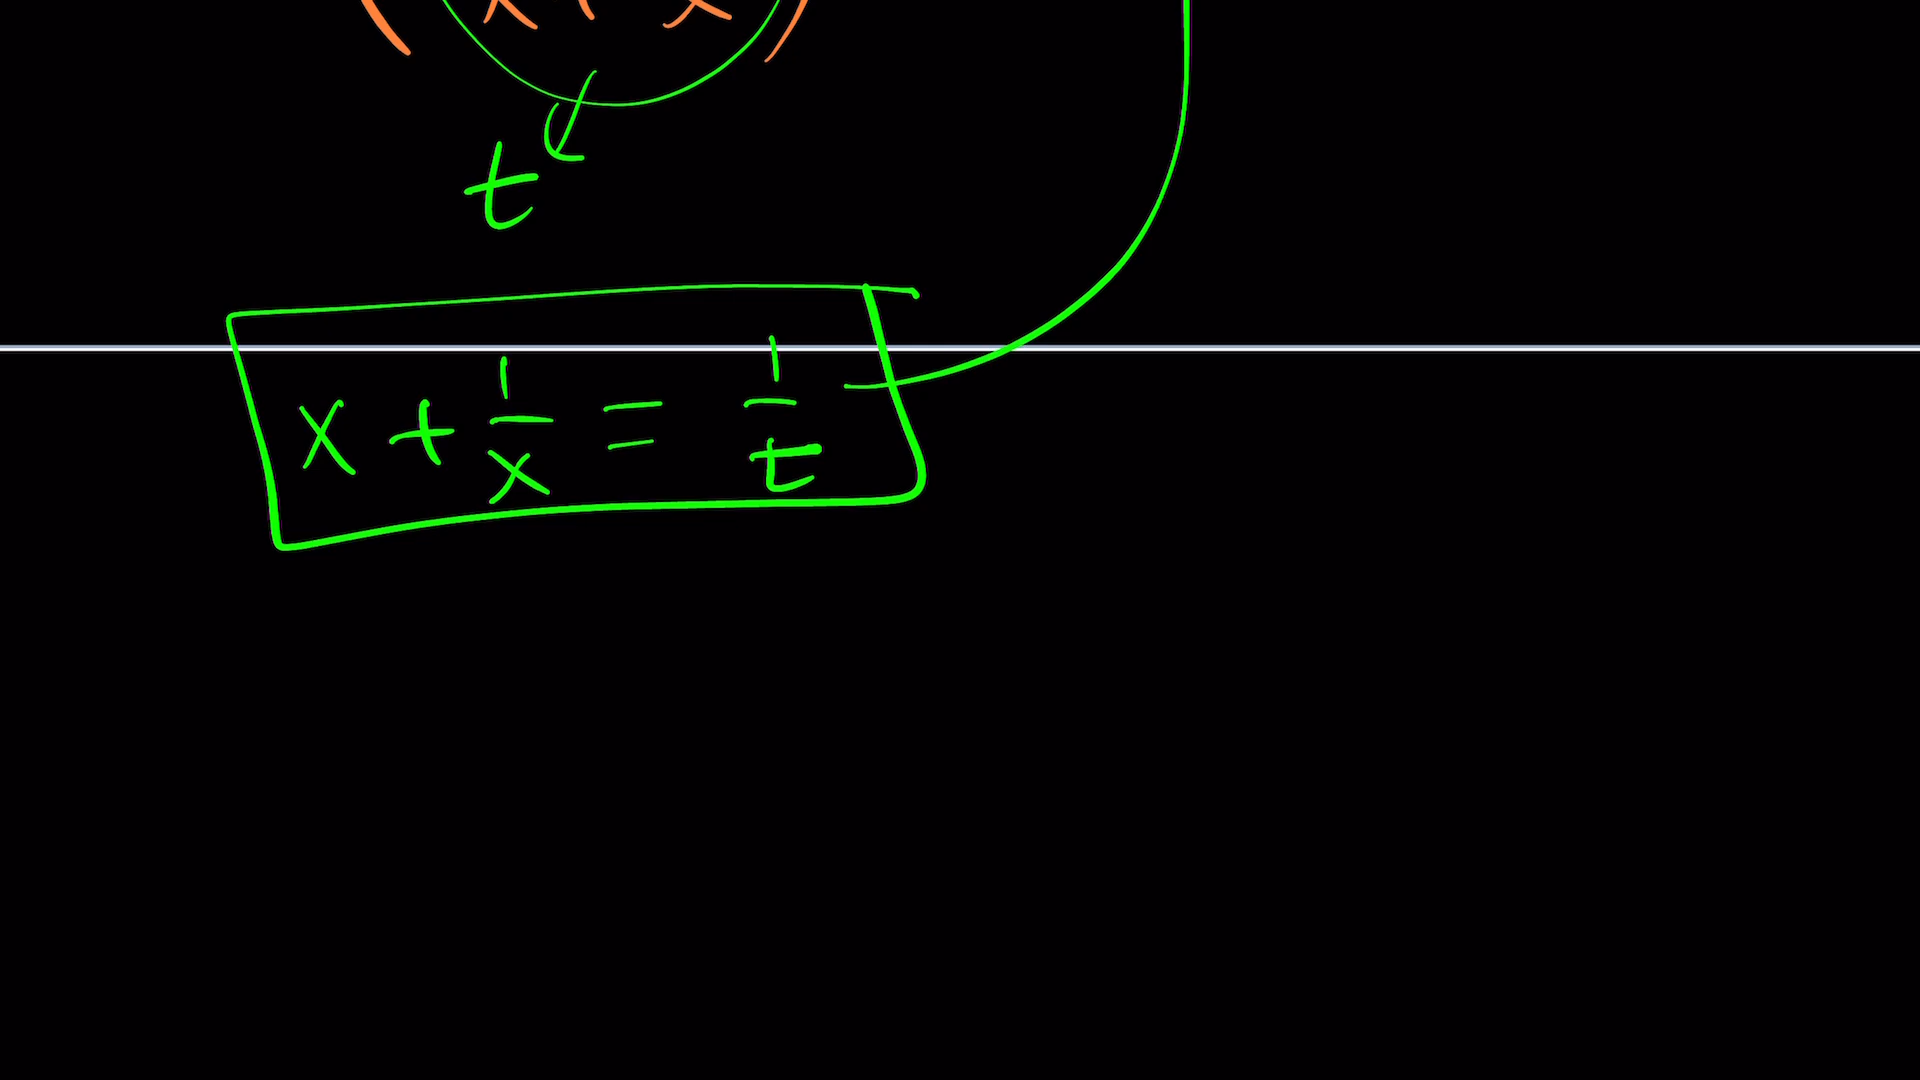 t
x + 1/x = 1/t